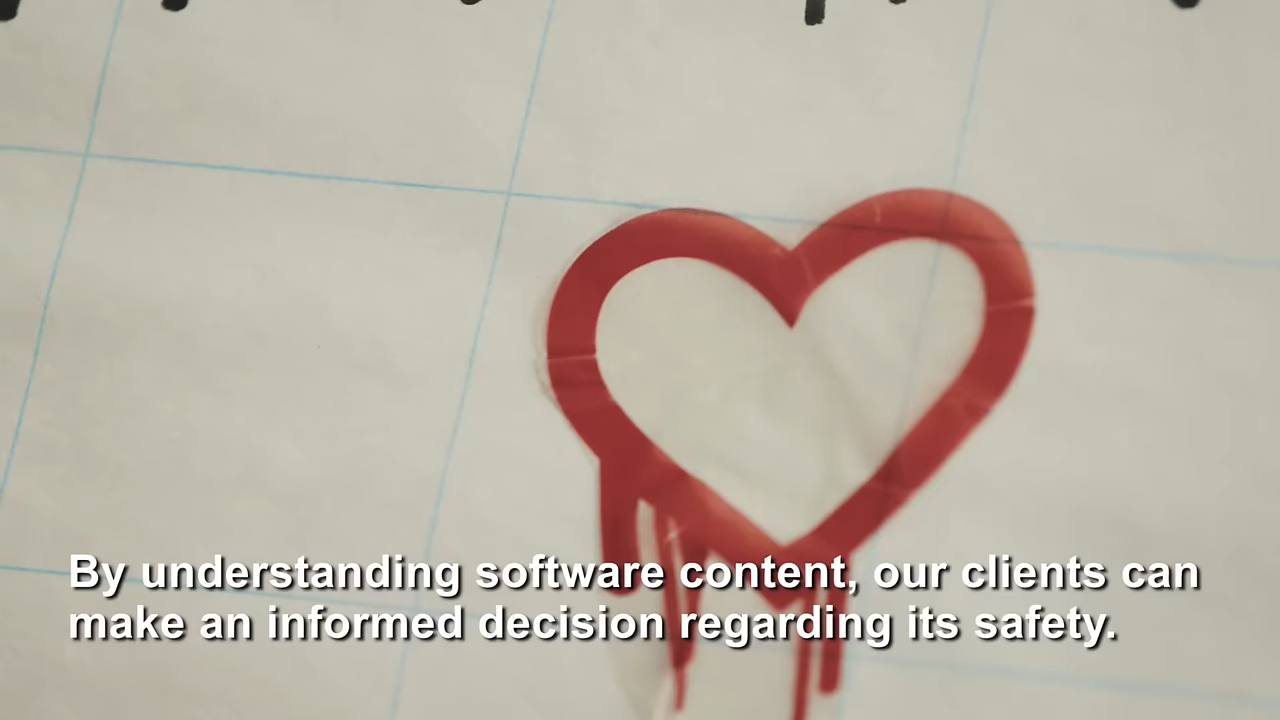 By understanding software content, our clients can
make an informed decision regarding its safety.